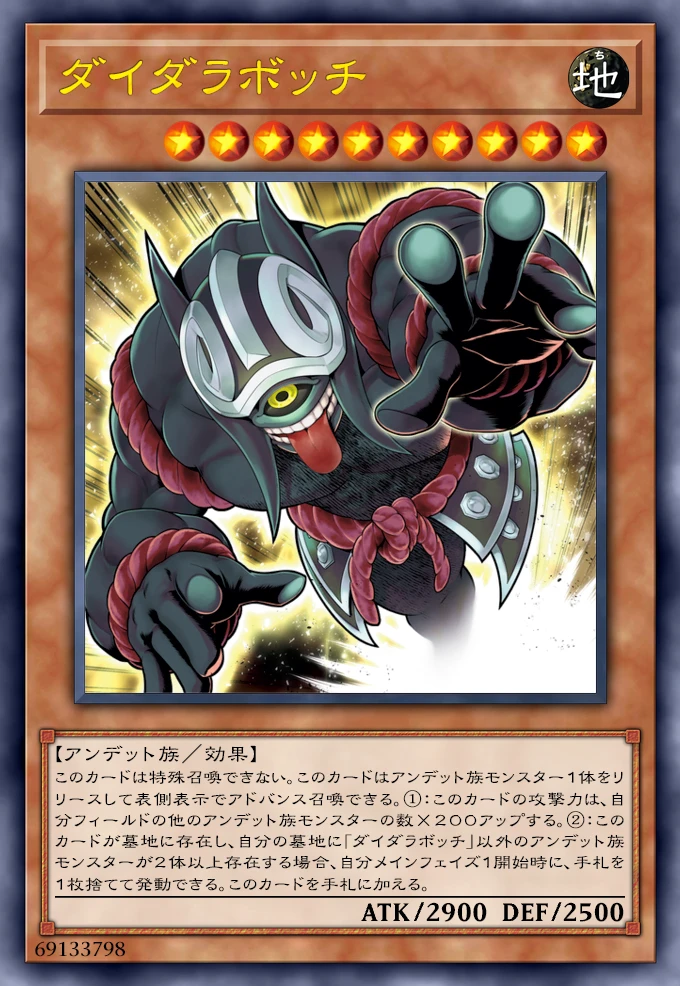 ダイダラボッチ
ち
地
【アンデット族／効果】
このカードは特殊召喚できない。このカードはアンデット族モンスター１体をリ
リースして表側表示でアドバンス召喚できる。①：このカードの攻撃力は、自
分フィールドの他のアンデット族モンスターの数×２００アップする。②：この
カードが墓地に存在し、自分の墓地に「ダイダラボッチ」以外のアンデット族
モンスターが２体以上存在する場合、自分メインフェイズ１開始時に、手札を
１枚捨てて発動できる。このカードを手札に加える。
ATK/2900 DEF/2500
69133798